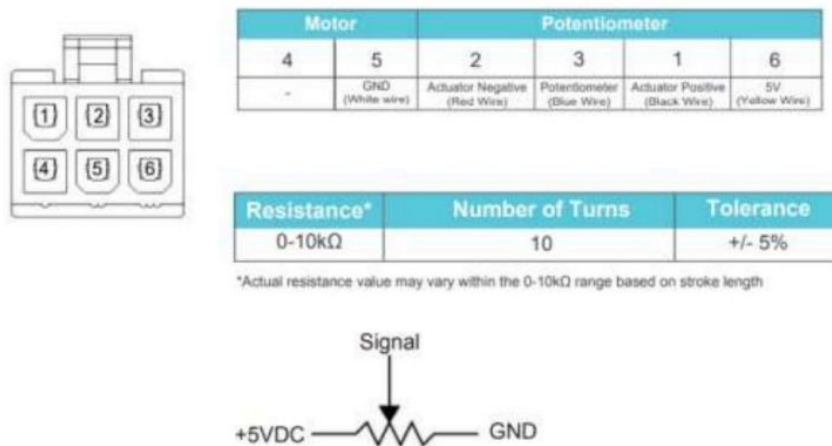 Motor Potentiometer
4 5 2 3 1 6
- GND Actuator Negative Potentiometer Actuator Positive 5V
(White wire) (Red Wire) (Blue Wire) (Black Wire) (Yellow Wire)
1 2 3
4 5 6
Resistance* Number of Turns Tolerance
0-10kΩ 10 +/- 5%
*Actual resistance value may vary within the 0-10kΩ range based on stroke length
Signal
+5VDC GND